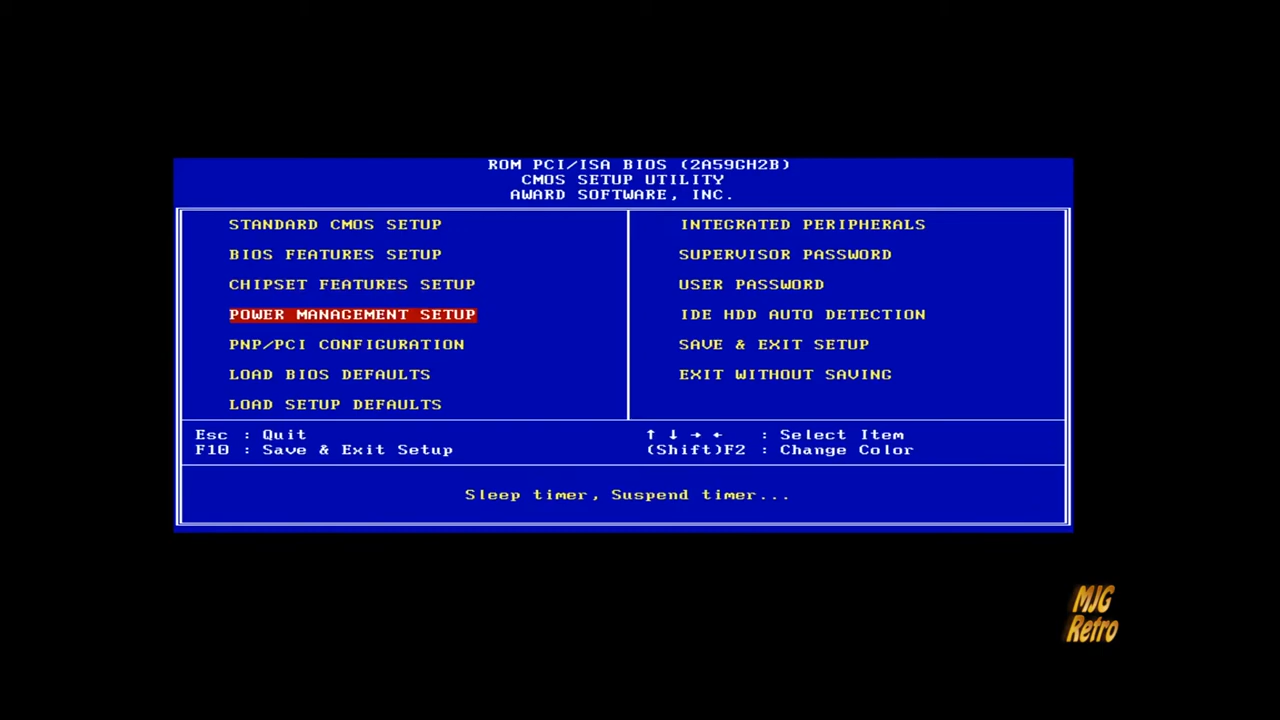 ROM PCI/ISA BIOS (2A59GH2B)
CMOS SETUP UTILITY
AWARD SOFTWARE, INC.
STANDARD CMOS SETUP
BIOS FEATURES SETUP
CHIPSET FEATURES SETUP
POWER MANAGEMENT SETUP
PNP/PCI CONFIGURATION
LOAD BIOS DEFAULTS
LOAD SETUP DEFAULTS
INTEGRATED PERIPHERALS
SUPERVISOR PASSWORD
USER PASSWORD
IDE HDD AUTO DETECTION
SAVE & EXIT SETUP
EXIT WITHOUT SAVING
Esc : Quit
F10 : Save & Exit Setup
↑ ↓ → ← : Select Item
(Shift)F2 : Change Color
Sleep timer, Suspend timer...
MJG
Retro